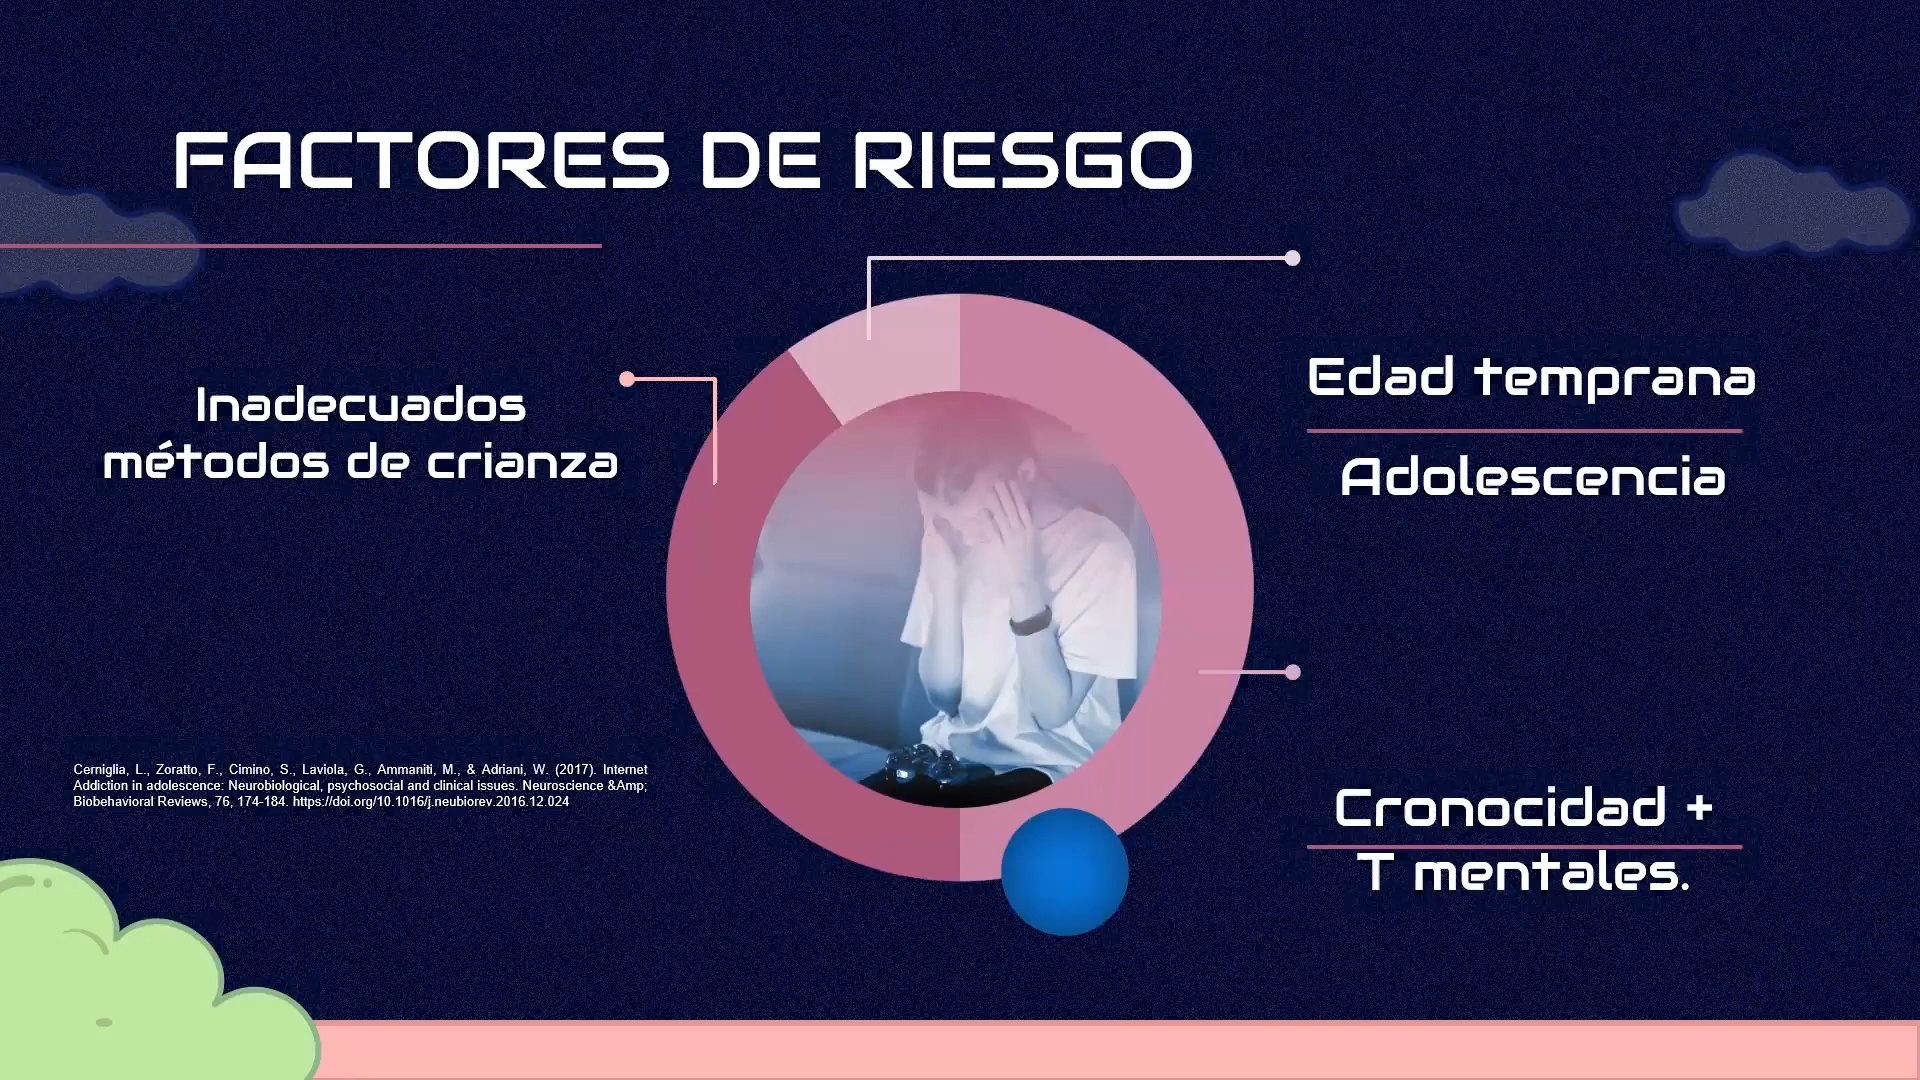 FACTORES DE RIESGO
Inadecuados
métodos de crianza
Edad temprana
Adolescencia
Cerniglia, L., Zoratto, F., Cimino, S., Laviola, G., Ammaniti, M., & Adriani, W. (2017). Internet
Addiction in adolescence: Neurobiological, psychosocial and clinical issues. Neuroscience &Amp;
Biobehavioral Reviews, 76, 174-184. https://doi.org/10.1016/j.neubiorev.2016.12.024
Cronocidad +
T mentales.